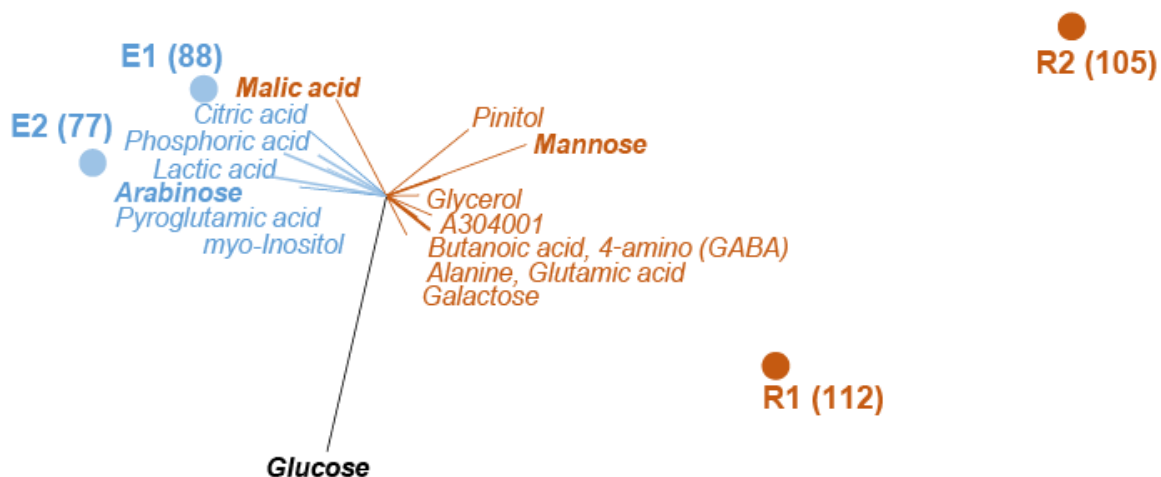 R2 (105)
E1 (88)
Malic acid
Citric acid
Pinitol
E2 (77)
Phosphoric acid
Mannose
Lactic acid
Arabinose
Glycerol
Pyroglutamic acid
A304001
myo-Inositol
Butanoic acid, 4-amino (GABA)
Alanine, Glutamic acid
Galactose
R1 (112)
Glucose